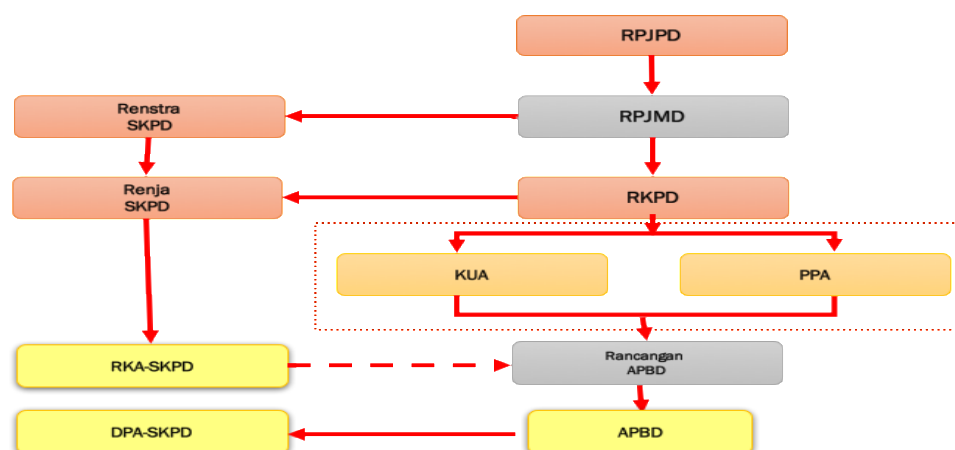 RPJPD
Renstra
SKPD
RPJMD
Renja
SKPD
RKPD
KUA
PPA
RKA-SKPD
Rancangan
APBD
DPA-SKPD
APBD